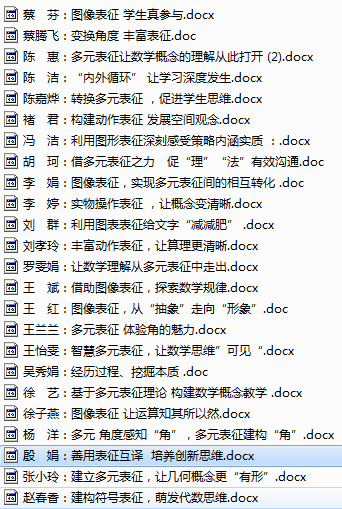 蔡　芬：图像表征 学生真参与.docx
蔡腾飞：变换角度 丰富表征.doc
陈　惠：多元表征让数学概念的理解从此打开 (2).docx
陈　洁：“内外循环” 让学习深度发生.docx
陈嘉烨：转换多元表征 ，促进学生思维.docx
褚　君：构建动作表征 发展空间观念.docx
冯　洁：利用图形表征深刻感受策略内涵实质 ：.docx
胡　珂：借多元表征之力　促“理”“法”有效沟通.doc
李　娟：图像表征，实现多元表征间的相互转化 .doc
李　婷：实物操作表征 ，让概念变清晰.docx
刘　群：利用图表表征给文字“减减肥” .docx
刘孝玲：丰富动作表征，让算理更清晰.docx
罗雯娟：让数学理解从多元表征中走出.docx
王　斌：借助图像表征，探索数学规律.docx
王　红：图像表征，从“抽象”走向“形象”.doc
王兰兰：多元表征 体验角的魅力.docx
王怡雯：智慧多元表征，让数学思维”可见“.docx
吴秀娟：经历过程、挖掘本质 .doc
徐　艺：基于多元表征理论 构建数学概念教学 .docx
徐子燕：图像表征 让运算知其所以然.docx
杨　洋：多元 角度感知“角”，多元表征建构“角”.docx
殷　娟：善用表征互译  培养创新思维.docx
张小玲：建立多元表征，让几何概念更“有形”.docx
赵春香：建构符号表征，萌发代数思维.docx